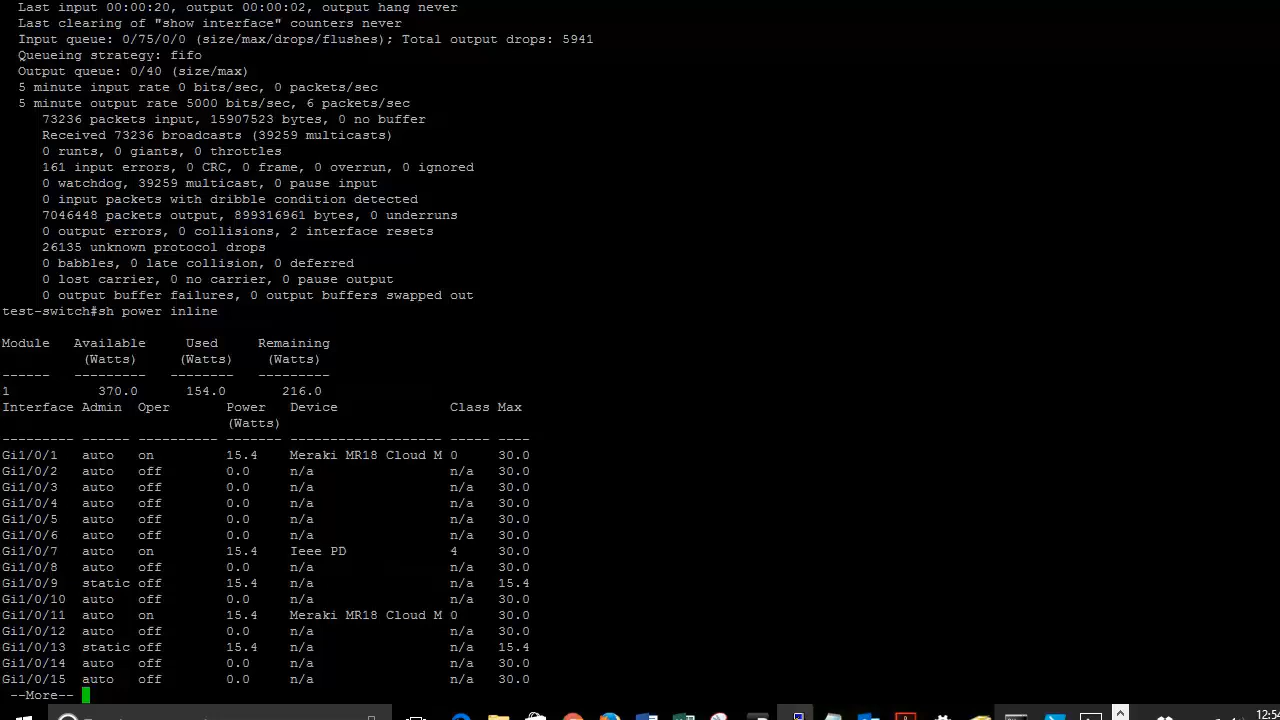 Last input 00:00:20, output 00:00:02, output hang never
Last clearing of "show interface" counters never
Input queue: 0/75/0/0 (size/max/drops/flushes); Total output drops: 5941
Queueing strategy: fifo
Output queue: 0/40 (size/max)
5 minute input rate 0 bits/sec, 0 packets/sec
5 minute output rate 5000 bits/sec, 6 packets/sec
73236 packets input, 15907523 bytes, 0 no buffer
Received 73236 broadcasts (39259 multicasts)
0 runts, 0 giants, 0 throttles
161 input errors, 0 CRC, 0 frame, 0 overrun, 0 ignored
0 watchdog, 39259 multicast, 0 pause input
0 input packets with dribble condition detected
7046448 packets output, 899316961 bytes, 0 underruns
0 output errors, 0 collisions, 2 interface resets
26135 unknown protocol drops
0 babbles, 0 late collision, 0 deferred
0 lost carrier, 0 no carrier, 0 pause output
0 output buffer failures, 0 output buffers swapped out
test-switch#sh power inline
Module   Available     Used     Remaining
(Watts)     (Watts)    (Watts)
------   ---------   --------   ---------
1           370.0      154.0       216.0
Interface Admin  Oper       Power   Device              Class Max
(Watts)
--------- ------ ---------- ------- ------------------- ----- ----
Gi1/0/1   auto   on         15.4    Meraki MR18 Cloud M 0     30.0
Gi1/0/2   auto   off        0.0     n/a                 n/a   30.0
Gi1/0/3   auto   off        0.0     n/a                 n/a   30.0
Gi1/0/4   auto   off        0.0     n/a                 n/a   30.0
Gi1/0/5   auto   off        0.0     n/a                 n/a   30.0
Gi1/0/6   auto   off        0.0     n/a                 n/a   30.0
Gi1/0/7   auto   on         15.4    Ieee PD             4     30.0
Gi1/0/8   auto   off        0.0     n/a                 n/a   30.0
Gi1/0/9   static off        15.4    n/a                 n/a   15.4
Gi1/0/10  auto   off        0.0     n/a                 n/a   30.0
Gi1/0/11  auto   on         15.4    Meraki MR18 Cloud M 0     30.0
Gi1/0/12  auto   off        0.0     n/a                 n/a   30.0
Gi1/0/13  static off        15.4    n/a                 n/a   15.4
Gi1/0/14  auto   off        0.0     n/a                 n/a   30.0
Gi1/0/15  auto   off        0.0     n/a                 n/a   30.0
--More--